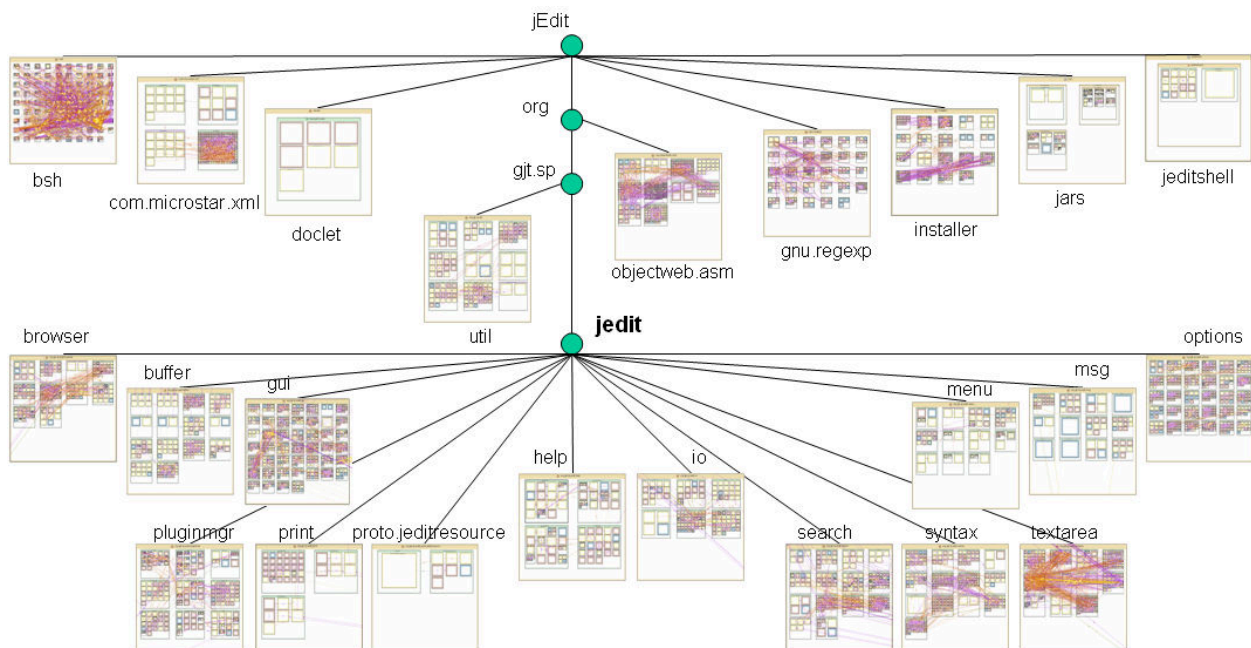 jEdit
org
bsh
com.microstar.xml
doclet
gjt.sp
objectweb.asm
gnu.regexp
installer
jars
jeditshell
util
jedit
browser
buffer
gui
help
io
menu
msg
options
pluginmgr
print
proto.jeditresource
search
syntax
textarea